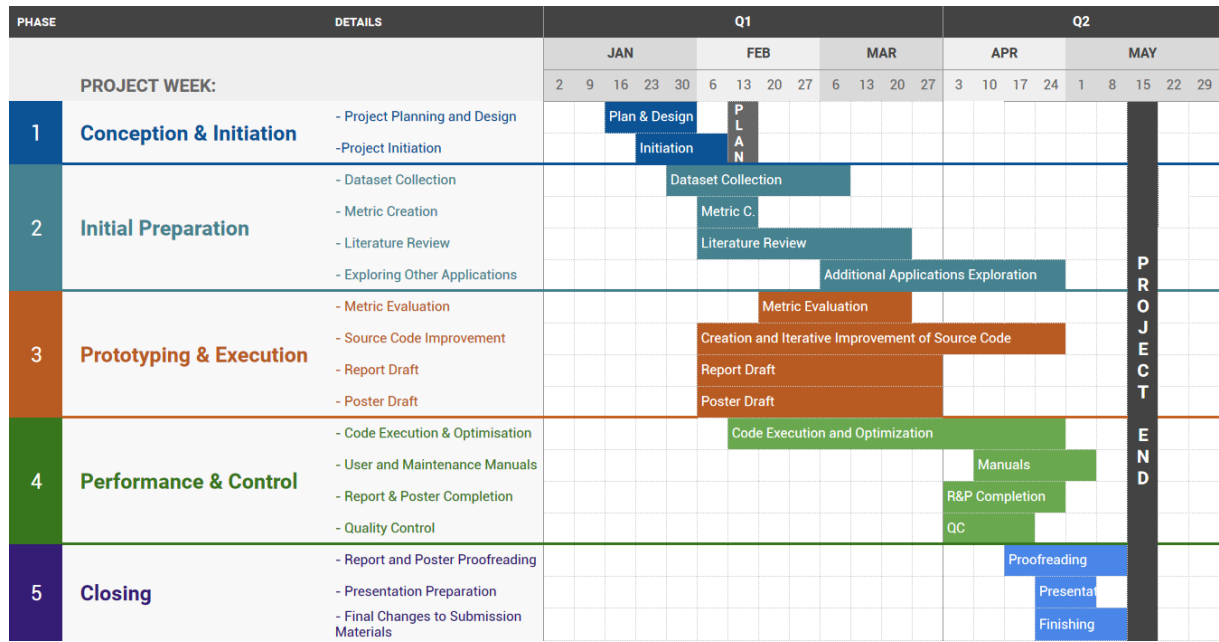 PHASE DETAILS Q1 Q2
JAN FEB MAR APR MAY
PROJECT WEEK: 2 9 16 23 30 6 13 20 27 6 13 20 27 3 10 17 24 1 8 15 22 29
1 Conception & Initiation
- Project Planning and Design Plan & Design
-Project Initiation Initiation
PLAN
2 Initial Preparation
- Dataset Collection Dataset Collection
- Metric Creation Metric C.
- Literature Review Literature Review
- Exploring Other Applications Additional Applications Exploration
3 Prototyping & Execution
- Metric Evaluation Metric Evaluation
- Source Code Improvement Creation and Iterative Improvement of Source Code
- Report Draft Report Draft
- Poster Draft Poster Draft
4 Performance & Control
- Code Execution & Optimisation Code Execution and Optimization
- User and Maintenance Manuals Manuals
- Report & Poster Completion R&P Completion
- Quality Control QC
5 Closing
- Report and Poster Proofreading Proofreading
- Presentation Preparation Presentat
- Final Changes to Submission
Materials Finishing
PROJECT END